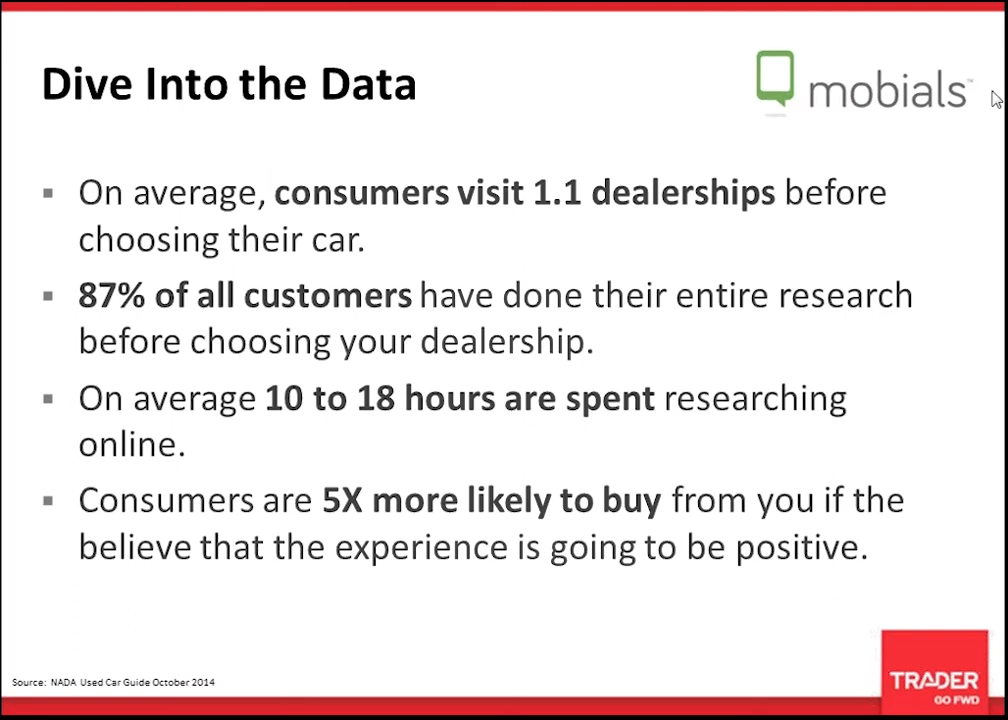 Dive Into the Data
mobials™
▪ On average, consumers visit 1.1 dealerships before
choosing their car.
▪ 87% of all customers have done their entire research
before choosing your dealership.
▪ On average 10 to 18 hours are spent researching
online.
▪ Consumers are 5X more likely to buy from you if the
believe that the experience is going to be positive.
Source: NADA Used Car Guide October 2014
TRADER
GO FWD